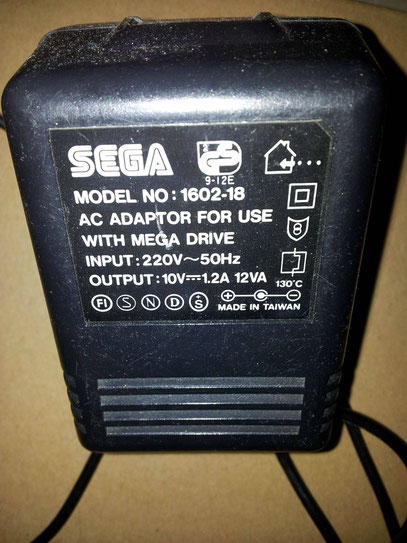 SEGA
9-12E
MODEL NO: 1602-18
AC ADAPTOR FOR USE
WITH MEGA DRIVE
INPUT: 220V～50Hz
OUTPUT: 10V⎓1.2A 12VA
130°C
FI S N D S
MADE IN TAIWAN